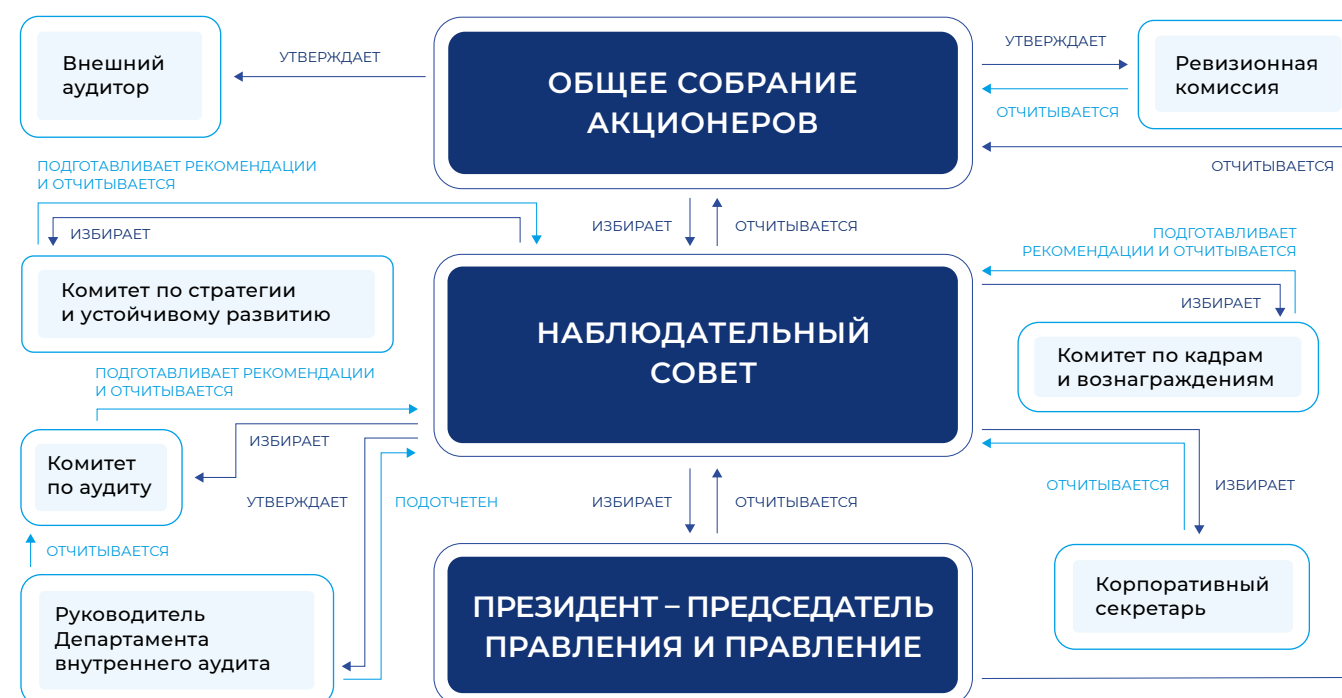 Внешний
аудитор
УТВЕРЖДАЕТ
ОБЩЕЕ СОБРАНИЕ
АКЦИОНЕРОВ
УТВЕРЖДАЕТ
ОТЧИТЫВАЕТСЯ
Ревизионная
комиссия
ОТЧИТЫВАЕТСЯ
ПОДГОТАВЛИВАЕТ РЕКОМЕНДАЦИИ
И ОТЧИТЫВАЕТСЯ
ИЗБИРАЕТ
ИЗБИРАЕТ
ОТЧИТЫВАЕТСЯ
ПОДГОТАВЛИВАЕТ
РЕКОМЕНДАЦИИ И ОТЧИТЫВАЕТСЯ
ИЗБИРАЕТ
Комитет по стратегии
и устойчивому развитию
НАБЛЮДАТЕЛЬНЫЙ
СОВЕТ
Комитет по кадрам
и вознаграждениям
ПОДГОТАВЛИВАЕТ РЕКОМЕНДАЦИИ
И ОТЧИТЫВАЕТСЯ
ИЗБИРАЕТ
Комитет
по аудиту
УТВЕРЖДАЕТ
ПОДОТЧЕТЕН
ИЗБИРАЕТ
ОТЧИТЫВАЕТСЯ
ОТЧИТЫВАЕТСЯ
ИЗБИРАЕТ
ОТЧИТЫВАЕТСЯ
Руководитель
Департамента
внутреннего аудита
ПРЕЗИДЕНТ – ПРЕДСЕДАТЕЛЬ
ПРАВЛЕНИЯ И ПРАВЛЕНИЕ
Корпоративный
секретарь